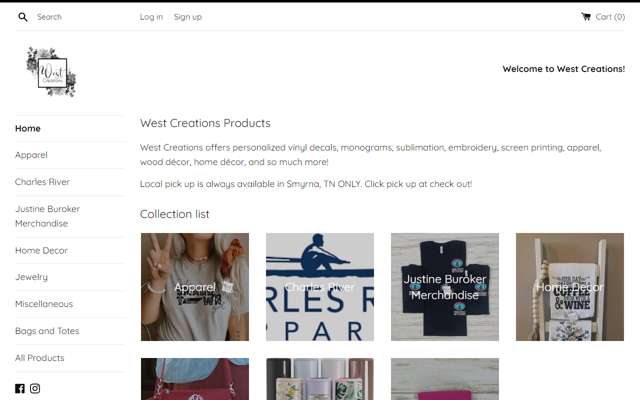 Search
Log in
Sign up
Cart (0)
West
Welcome to West Creations!
Home
Apparel
Charles River
Justine Buroker
Merchandise
Home Decor
Jewelry
Miscellaneous
Bags and Totes
All Products
West Creations Products
West Creations offers personalized vinyl decals, monograms, sublimation, embroidery, screen printing, apparel,
wood décor, home décor, and so much more!
Local pick up is always available in Smyrna, TN ONLY. Click pick up at check out!
Collection list
Apparel
Charles River
Justine Buroker
Merchandise
Home Decor
COFFEE
& WINE